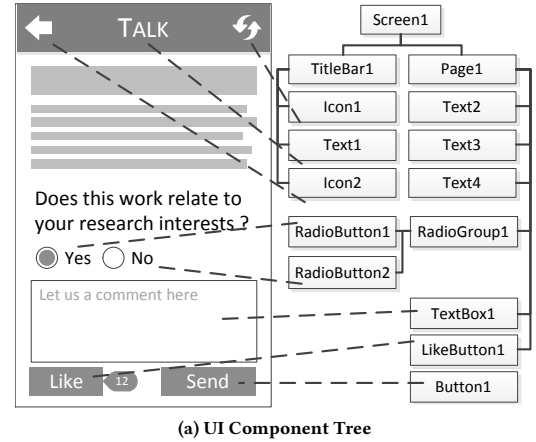 TALK
Does this work relate to
your research interests ?
Yes No
Let us a comment here
Like 12 Send
Screen1
TitleBar1 Page1
Icon1 Text2
Text1 Text3
Icon2 Text4
RadioButton1 RadioGroup1
RadioButton2
TextBox1
LikeButton1
Button1
(a) UI Component Tree